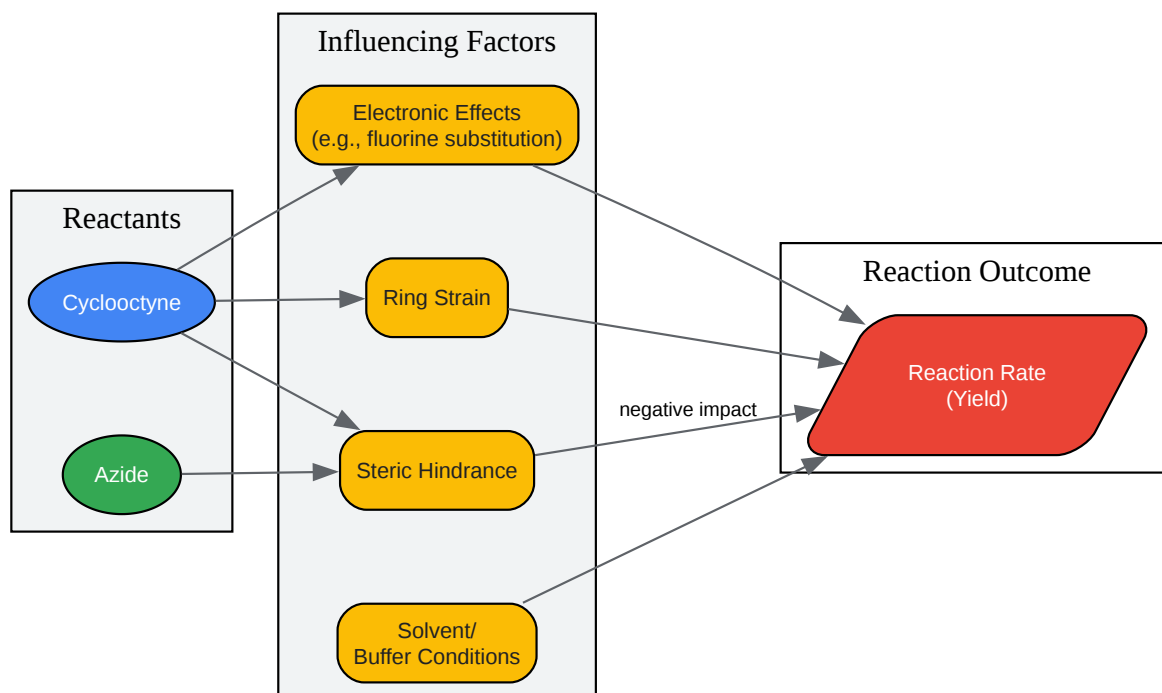 Influencing Factors
Electronic Effects
(e.g., fluorine substitution)
Reactants
Cyclooctyne
Ring Strain
Reaction Outcome
Reaction Rate
(Yield)
negative impact
Azide
Steric Hindrance
Solvent/
Buffer Conditions